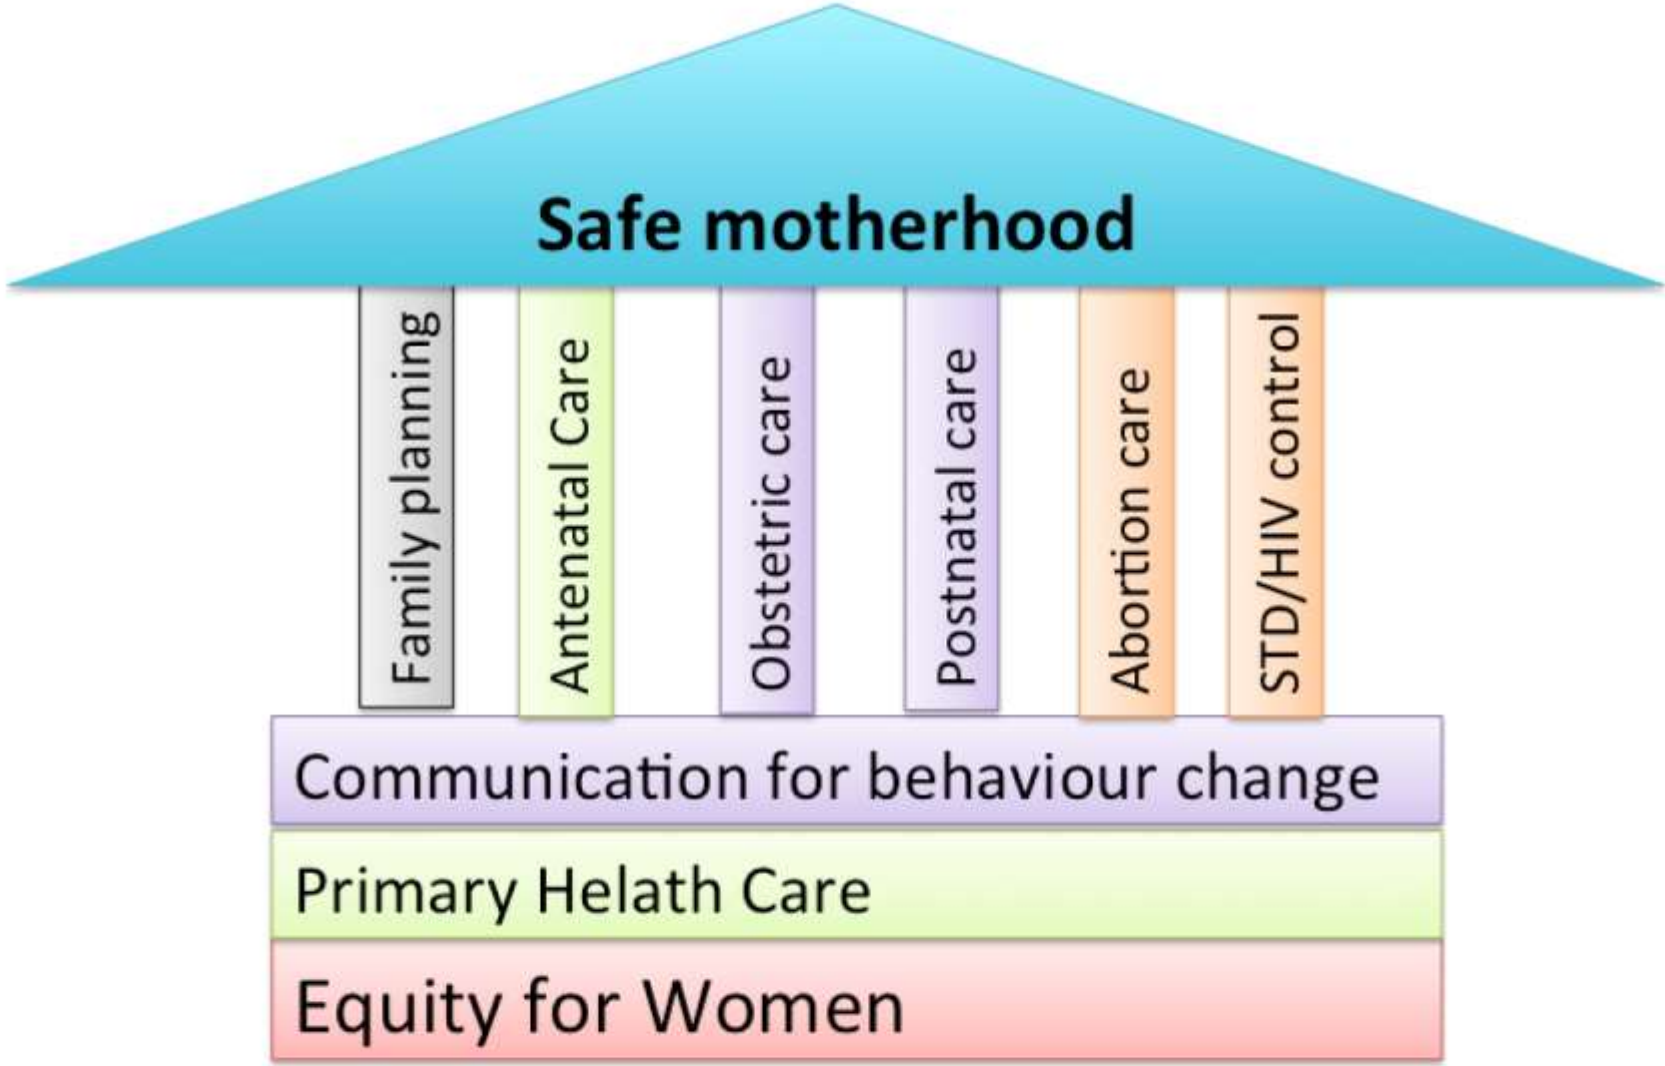 Safe motherhood
Family planning
Antenatal Care
Obstetric care
Postnatal care
Abortion care
STD/HIV control
Communication for behaviour change
Primary Helath Care
Equity for Women